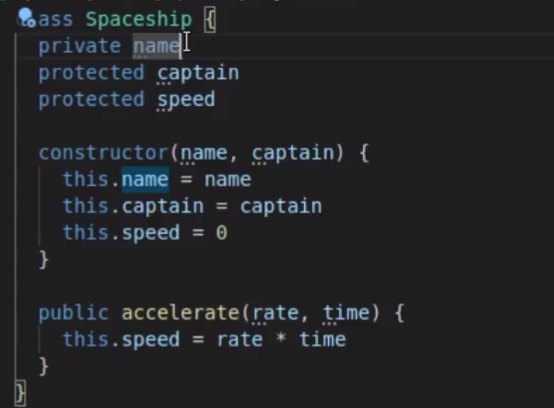 ass Spaceship {
  private name
  protected captain
  protected speed

  constructor(name, captain) {
    this.name = name
    this.captain = captain
    this.speed = 0
  }

  public accelerate(rate, time) {
    this.speed = rate * time
  }
}